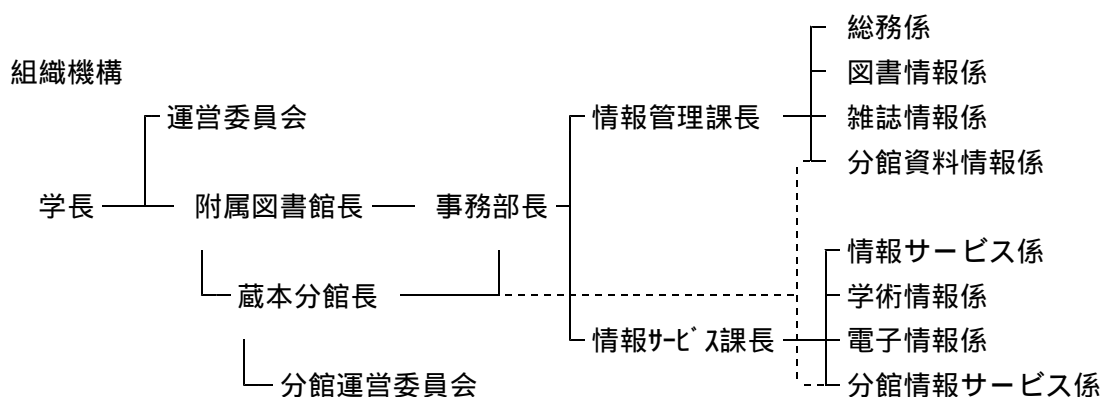 組織機構
総務係
図書情報係
運営委員会
情報管理課長
雑誌情報係
分館資料情報係
学長
附属図書館長
事務部長
情報サービス係
蔵本分館長
学術情報係
情報ｻｰﾋﾞｽ課長
電子情報係
分館運営委員会
分館情報サービス係